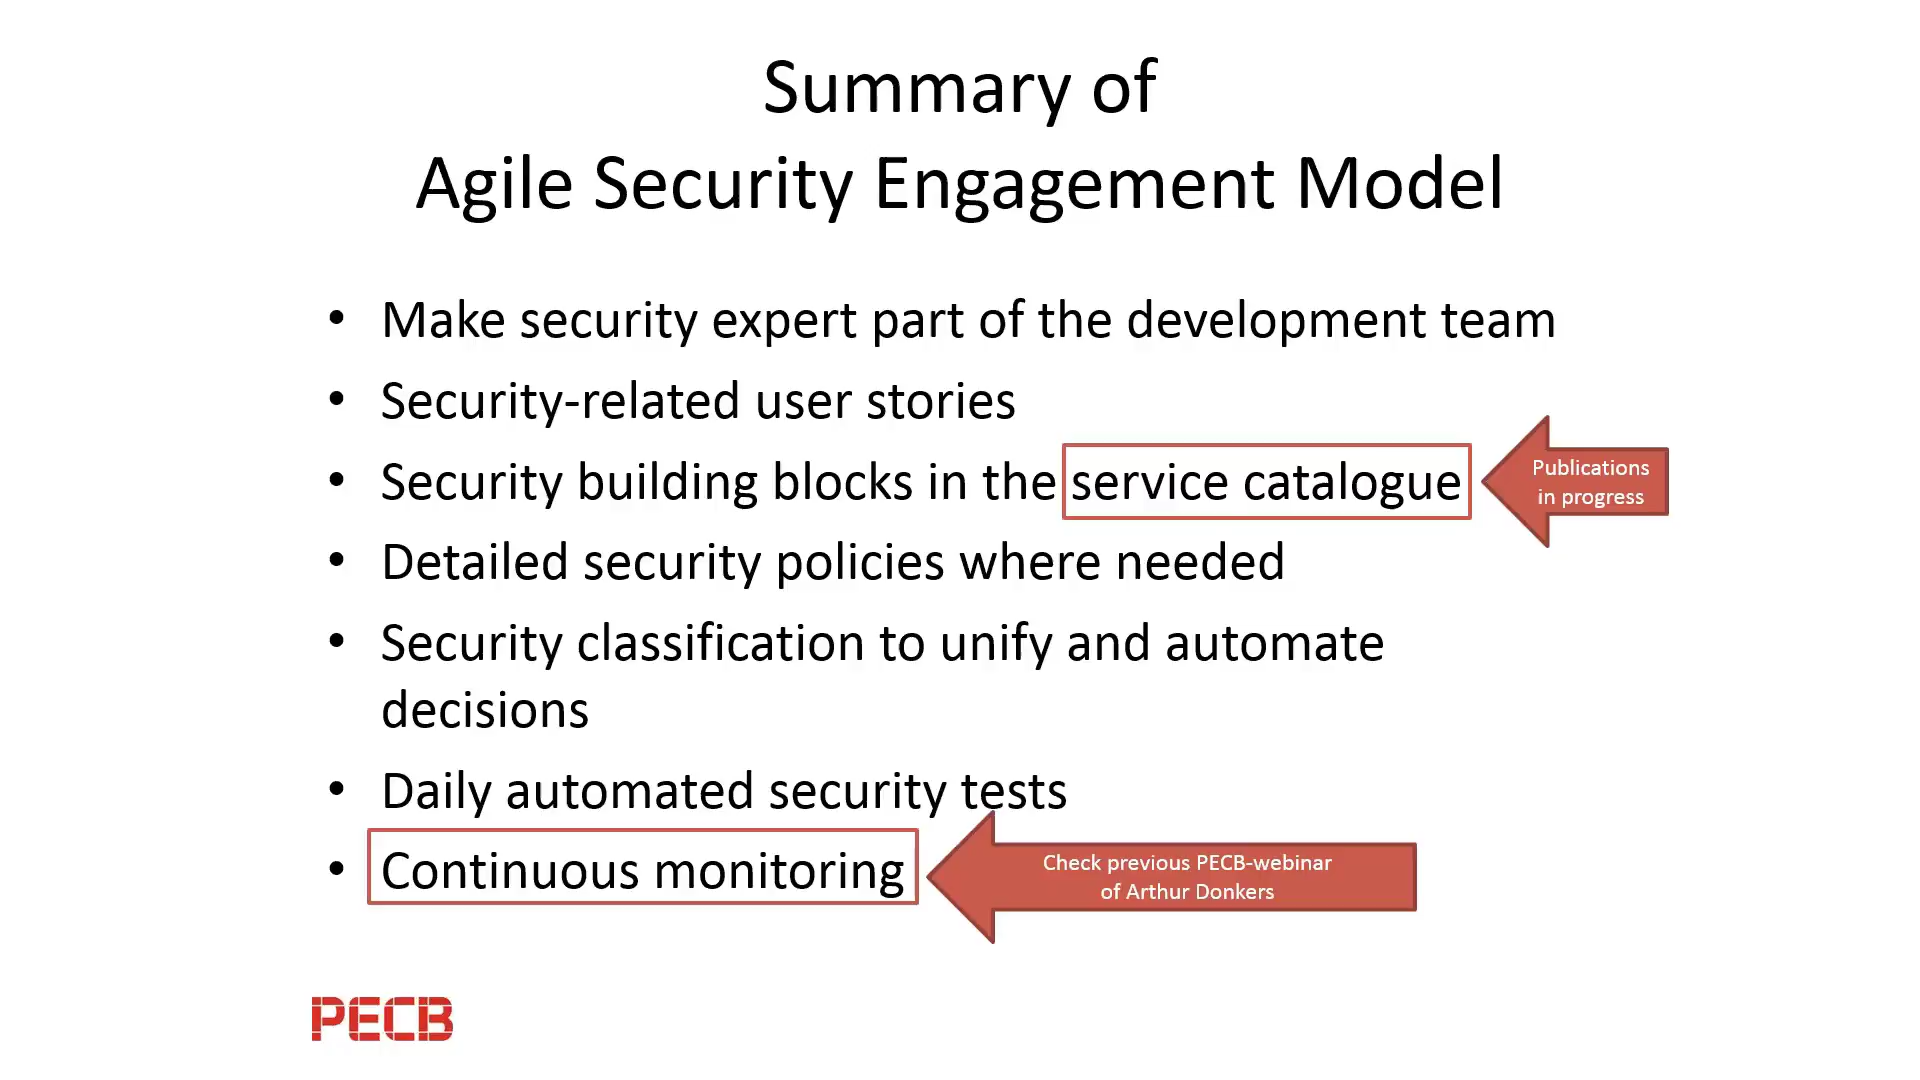 Summary of
Agile Security Engagement Model
• Make security expert part of the development team
• Security-related user stories
• Security building blocks in the service catalogue
Publications
in progress
• Detailed security policies where needed
• Security classification to unify and automate
decisions
• Daily automated security tests
• Continuous monitoring
Check previous PECB-webinar
of Arthur Donkers
PECB